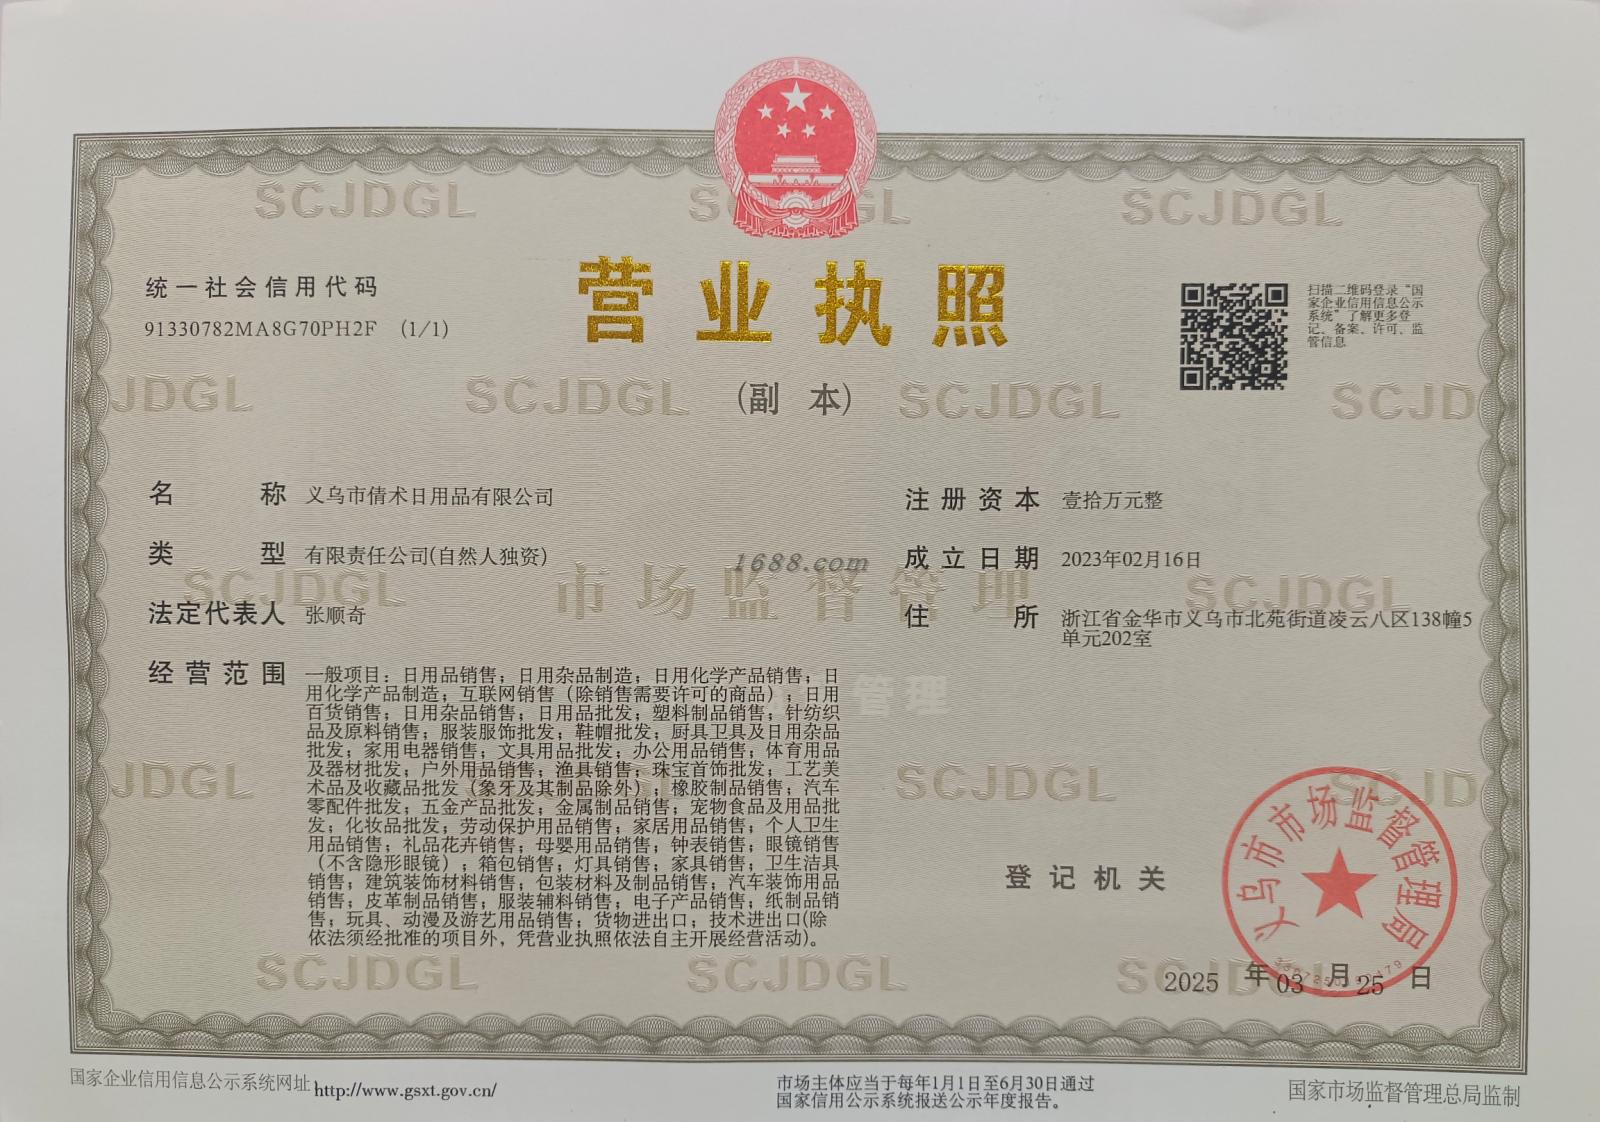 统一社会信用代码
91330782MA8G70PH2F (1/1)
营业执照
(副 本)
扫描二维码登录“国
家企业信用信息公示
系统”了解更多登
记、备案、许可、监
管信息
名 称 义乌市倩术日用品有限公司
类 型 有限责任公司(自然人独资)
法定代表人 张顺奇
经营范围 一般项目：日用品销售；日用杂品制造；日用化学产品销售；日
用化学产品制造；互联网销售（除销售需要许可的商品）；日用
百货销售；日用杂品销售；日用品批发；塑料制品销售；针纺织
品及原料销售；服装服饰批发；鞋帽批发；厨具卫具及日用杂品
批发；家用电器销售；文具用品批发；办公用品销售；体育用品
及器材批发；户外用品销售；渔具销售；珠宝首饰批发；工艺美
术品及收藏品批发（象牙及其制品除外）；橡胶制品销售；汽车
零配件批发；五金产品批发；金属制品销售；宠物食品及用品批
发；化妆品批发；劳动保护用品销售；家居用品销售；个人卫生
用品销售；礼品花卉销售；母婴用品销售；钟表销售；眼镜销售
（不含隐形眼镜）；箱包销售；灯具销售；家具销售；卫生洁具
销售；建筑装饰材料销售；包装材料及制品销售；汽车装饰用品
销售；皮革制品销售；服装辅料销售；电子产品销售；纸制品销
售；玩具、动漫及游艺用品销售；货物进出口；技术进出口(除
依法须经批准的项目外，凭营业执照依法自主开展经营活动)。
注册资本 壹拾万元整
成立日期 2023年02月16日
住 所 浙江省金华市义乌市北苑街道凌云八区138幢5
单元202室
1688.com
SCJDGL
市场监督管理
登记机关
义乌市市场监督管理局
2025 年 03 月 25 日
国家企业信用信息公示系统网址 http://www.gsxt.gov.cn/
市场主体应当于每年1月1日至6月30日通过
国家信用公示系统报送公示年度报告。
国家市场监督管理总局监制